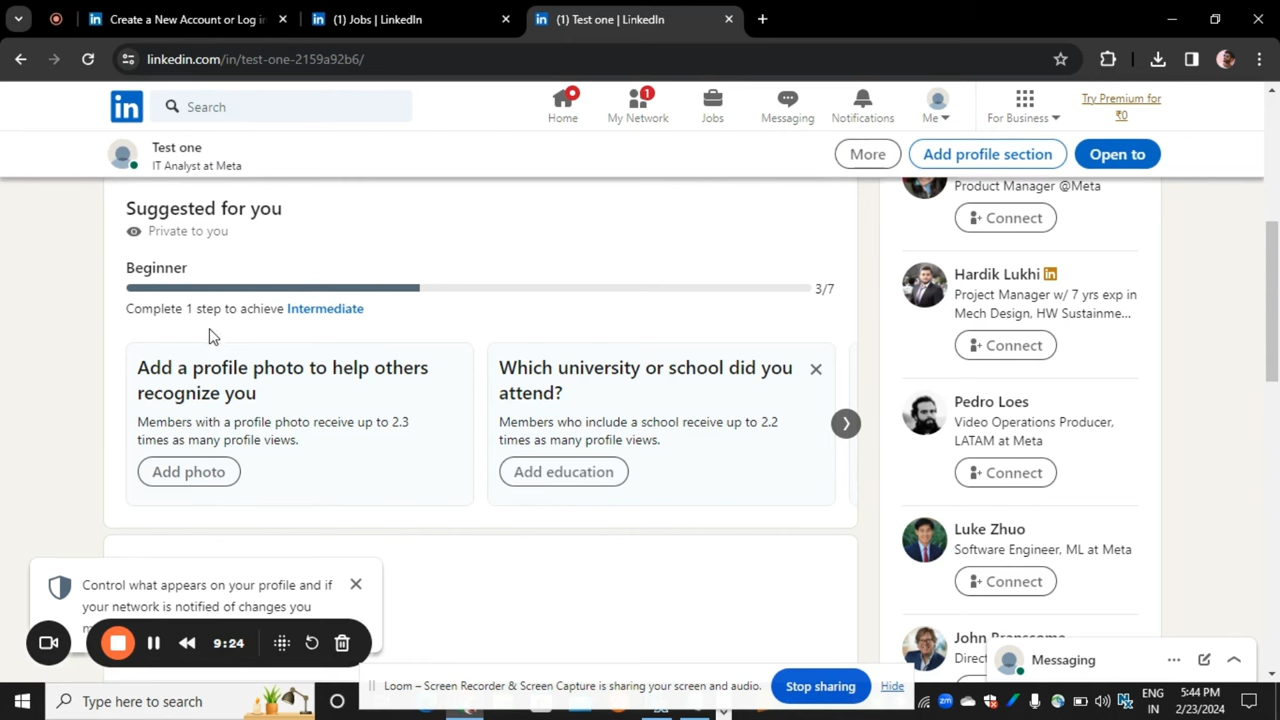 Create a New Account or Log in
(1) Jobs | LinkedIn
(1) Test one | LinkedIn
linkedin.com/in/test-one-2159a92b6/
in
Search
Home
1
My Network
Jobs
Messaging
Notifications
Me
For Business
Try Premium for
₹0
Test one
IT Analyst at Meta
More
Add profile section
Open to
Suggested for you
Private to you
Beginner
3/7
Complete 1 step to achieve Intermediate
Add a profile photo to help others
recognize you
Members with a profile photo receive up to 2.3
times as many profile views.
Add photo
Which university or school did you
attend?
Members who include a school receive up to 2.2
times as many profile views.
Add education
Product Manager @Meta
Connect
Hardik Lukhi in
Project Manager w/ 7 yrs exp in
Mech Design, HW Sustainme...
Connect
Pedro Loes
Video Operations Producer,
LATAM at Meta
Connect
Luke Zhuo
Software Engineer, ML at Meta
Connect
John Branscome
Direct
Messaging
Control what appears on your profile and if
your network is notified of changes you
9:24
Loom – Screen Recorder & Screen Capture is sharing your screen and audio.
Stop sharing
Hide
Type here to search
ENG
IN
5:44 PM
2/23/2024